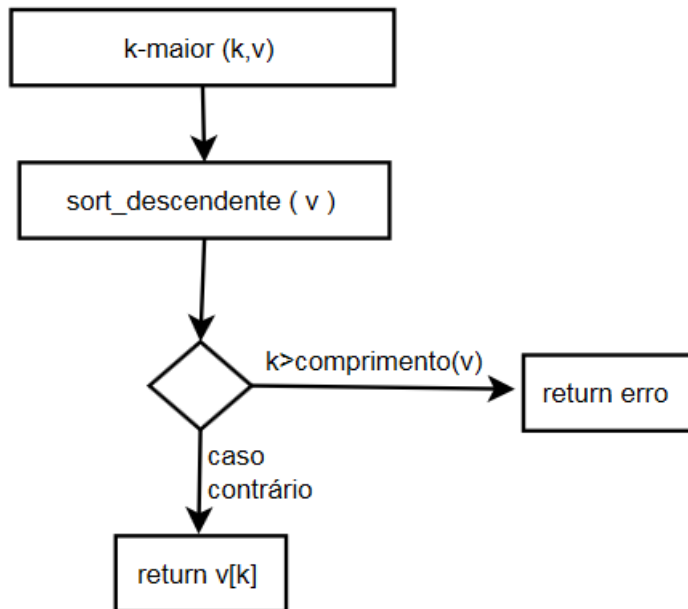 k-maior (k,v)
sort_descendente ( v )
k>comprimento(v)
return erro
caso
contrário
return v[k]